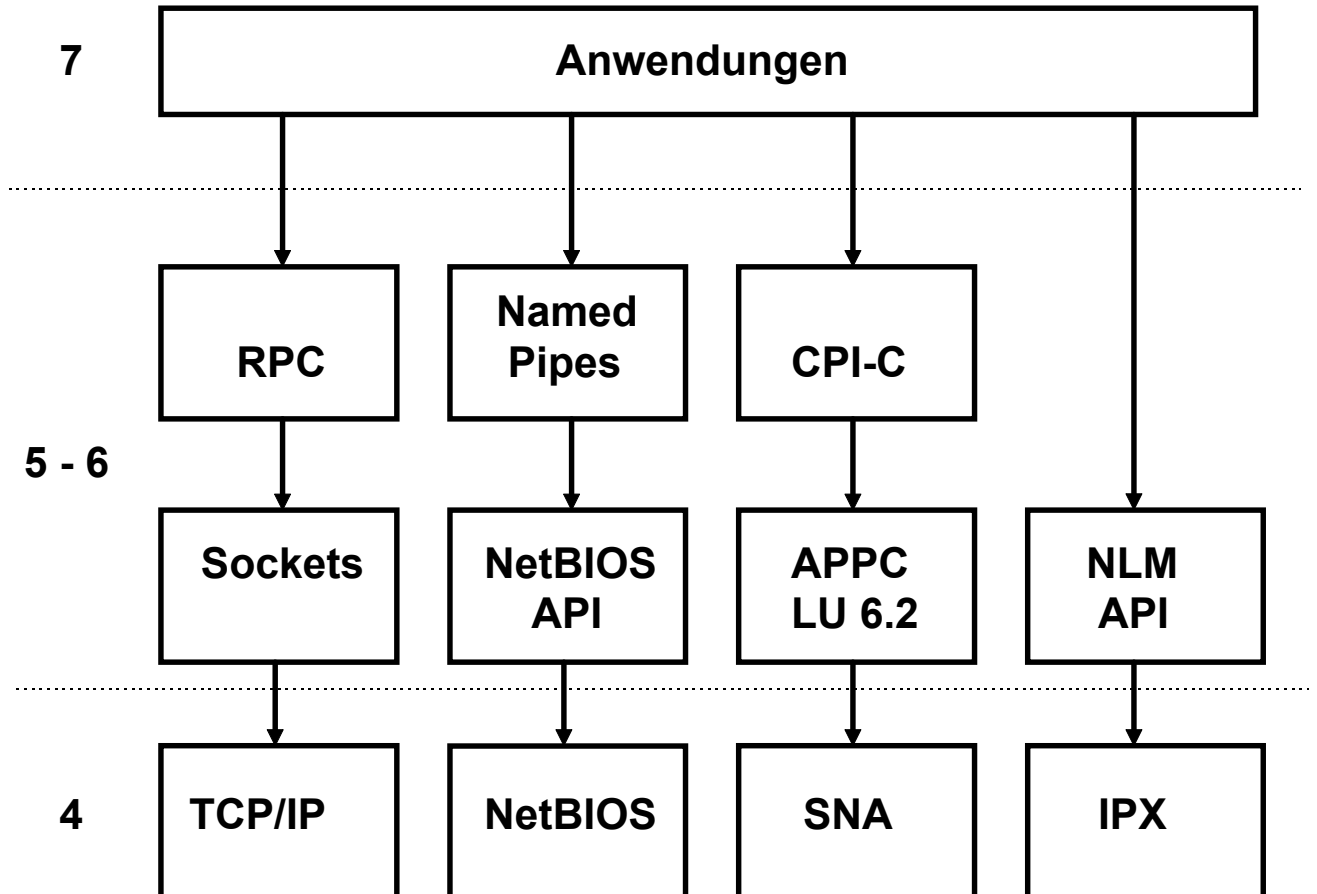 7
Anwendungen
RPC
Named
Pipes
CPI-C
5 - 6
Sockets
NetBIOS
API
APPC
LU 6.2
NLM
API
4
TCP/IP
NetBIOS
SNA
IPX